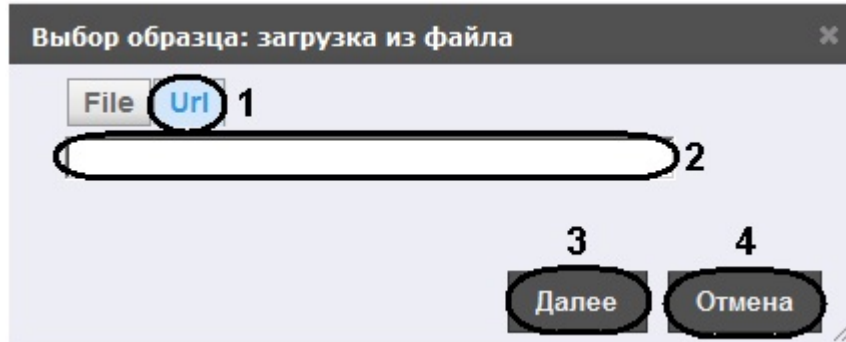 Выбор образца: загрузка из файла
File Url 1
2
3 4
Далее Отмена